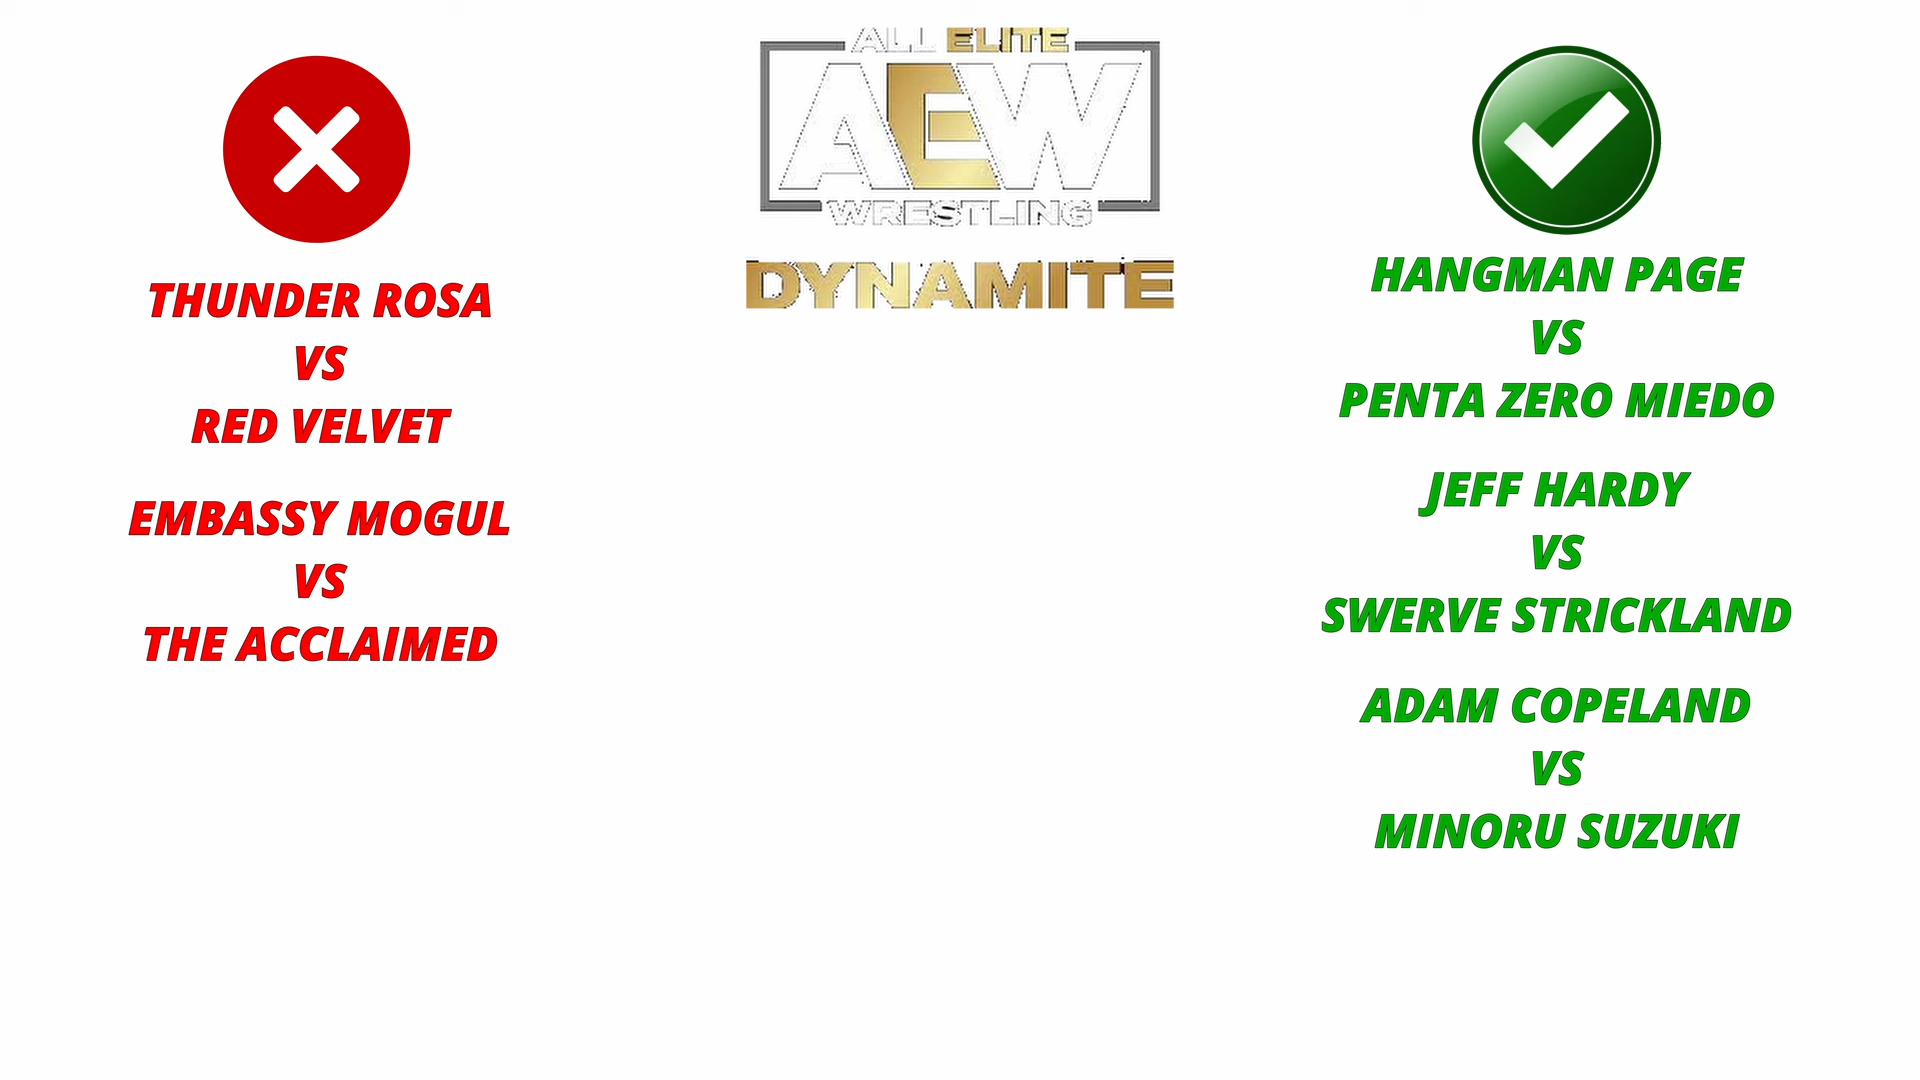 ALL ELITE
AEW
WRESTLING
DYNAMITE
THUNDER ROSA
VS
RED VELVET
EMBASSY MOGUL
VS
THE ACCLAIMED
HANGMAN PAGE
VS
PENTA ZERO MIEDO
JEFF HARDY
VS
SWERVE STRICKLAND
ADAM COPELAND
VS
MINORU SUZUKI